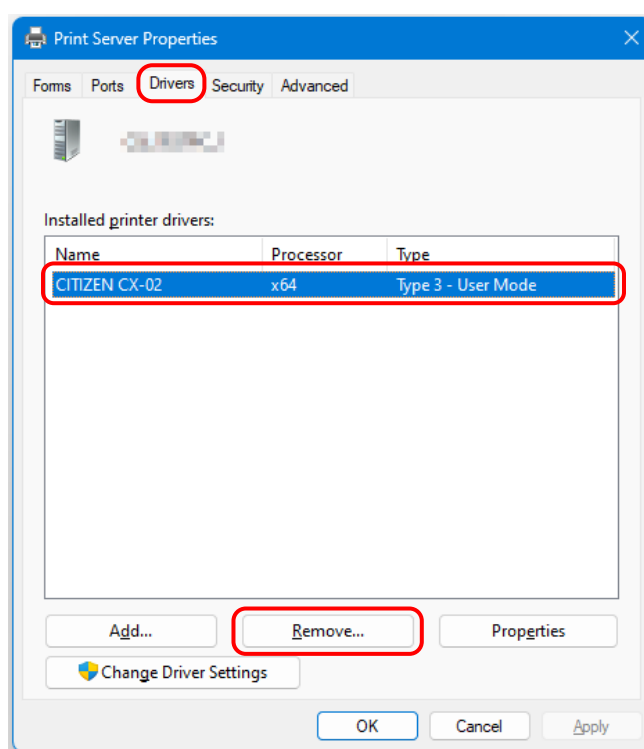 Print Server Properties
Forms Ports Drivers Security Advanced
Installed printer drivers:
Name Processor Type
CITIZEN CX-02 x64 Type 3 - User Mode
Add... Remove... Properties
Change Driver Settings
OK Cancel Apply